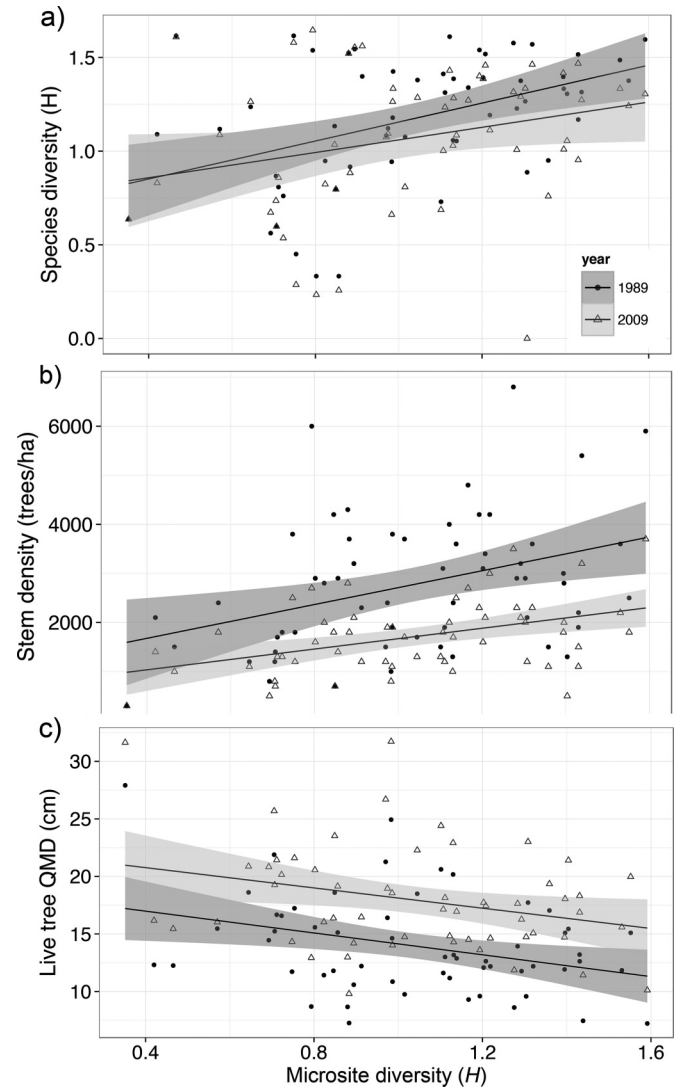 a)
Species diversity (H)
1.5
1.0
0.5
0.0
year
1989
2009
b)
Stem density (trees/ha)
6000
4000
2000
c)
Live tree QMD (cm)
30
25
20
15
10
0.4 0.8 1.2 1.6
Microsite diversity (H)